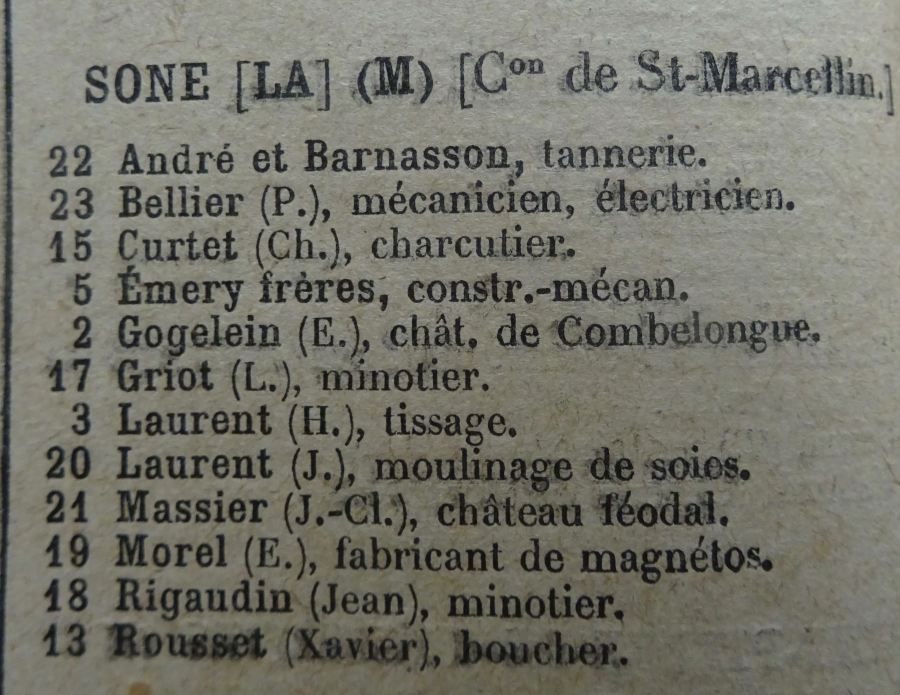 SONE [LA] (M) [Con de St-Marcellin.]
22 André et Barnasson, tannerie.
23 Bellier (P.), mécanicien, électricien.
15 Curtet (Ch.), charcutier.
5 Émery frères, constr.-mécan.
2 Gogelein (E.), chât. de Combelongue.
17 Griot (L.), minotier.
3 Laurent (H.), tissage.
20 Laurent (J.), moulinage de soies.
21 Massier (J.-Cl.), château féodal.
19 Morel (E.), fabricant de magnétos.
18 Rigaudin (Jean), minotier.
13 Rousset (Xavier), boucher.